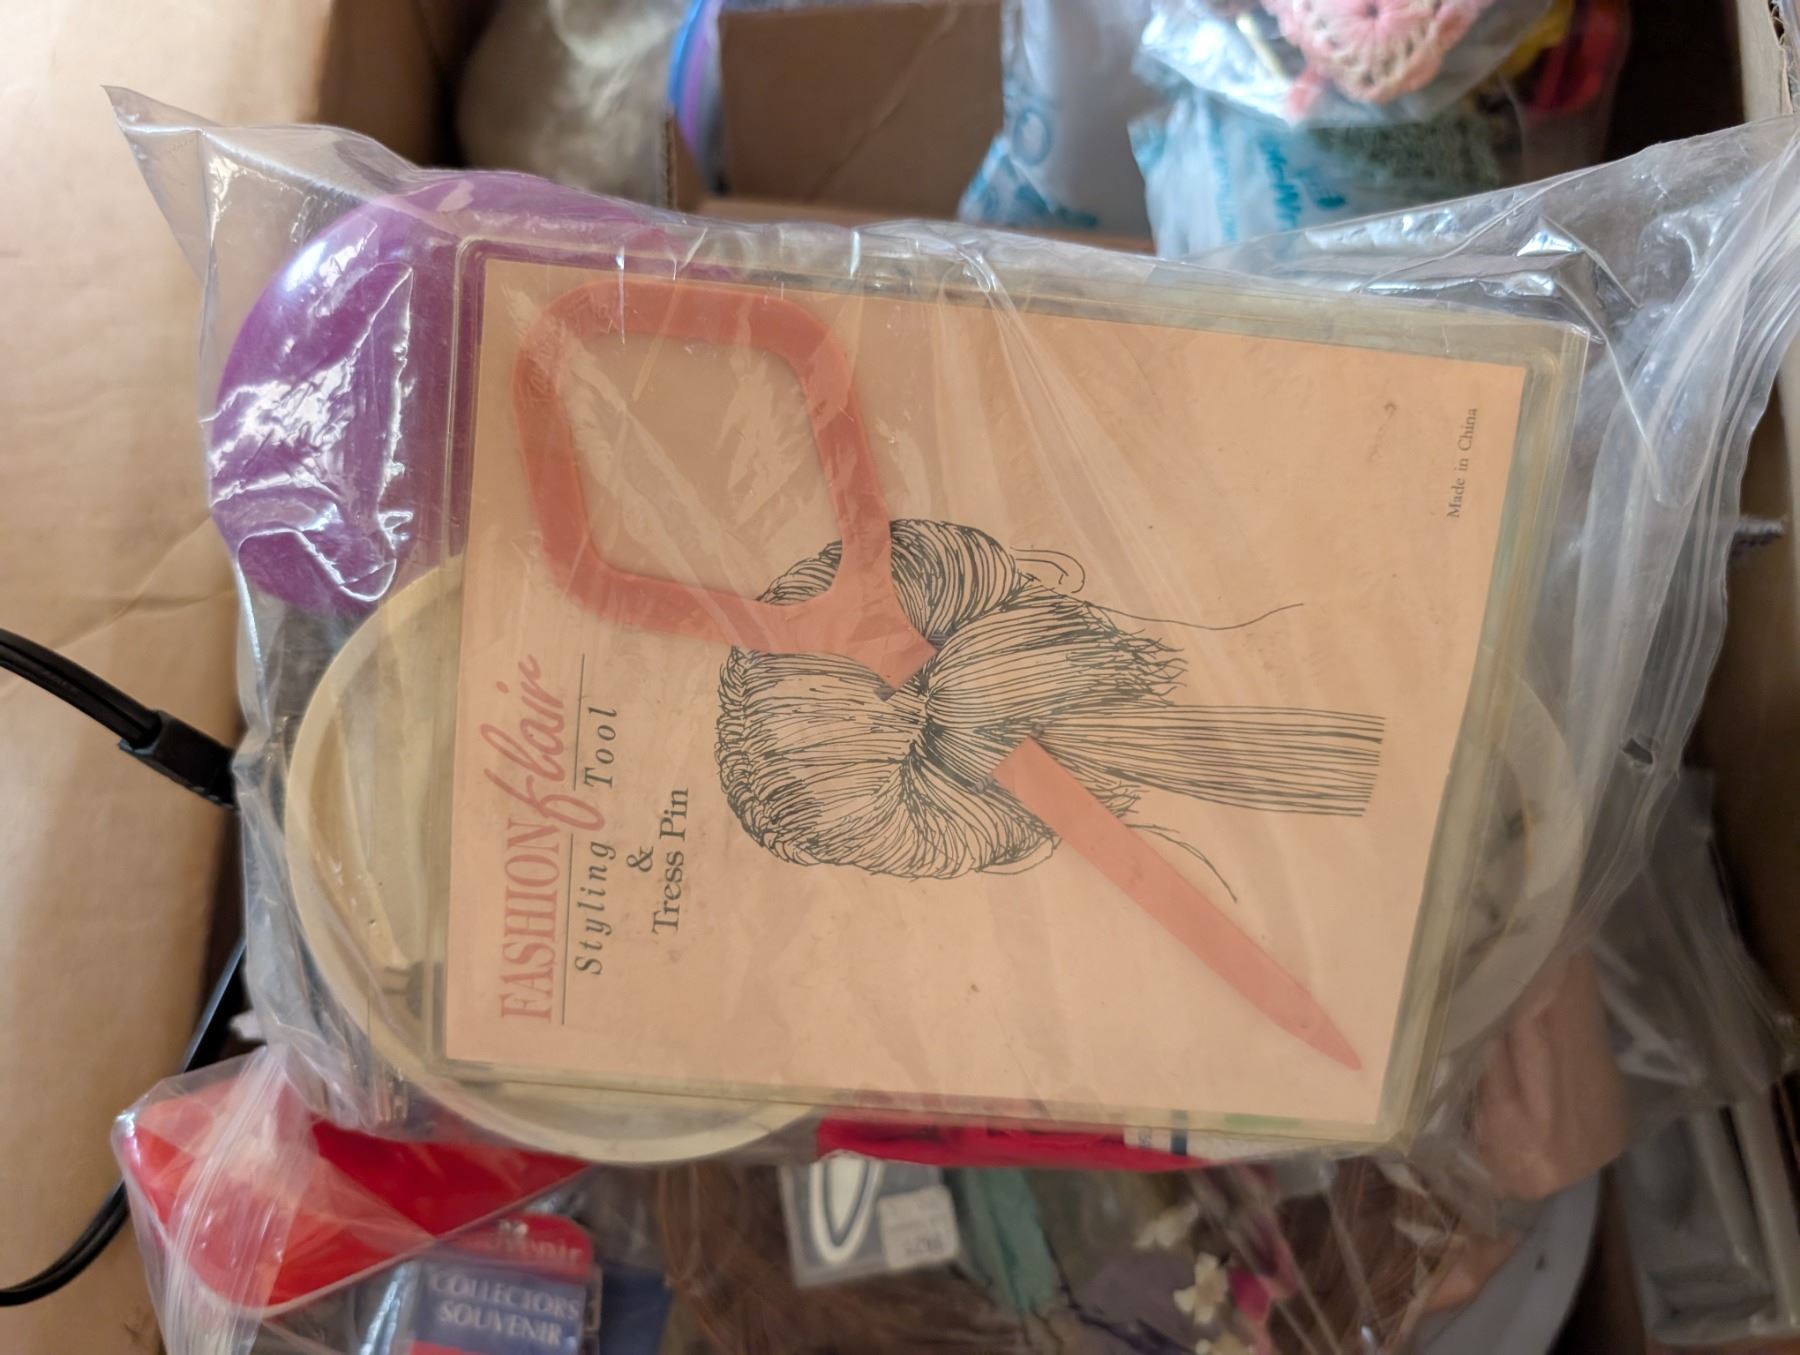 FASHION flair
Styling Tool
&
Tress Pin
Made in China
COLLECTORS
SOUVENIR